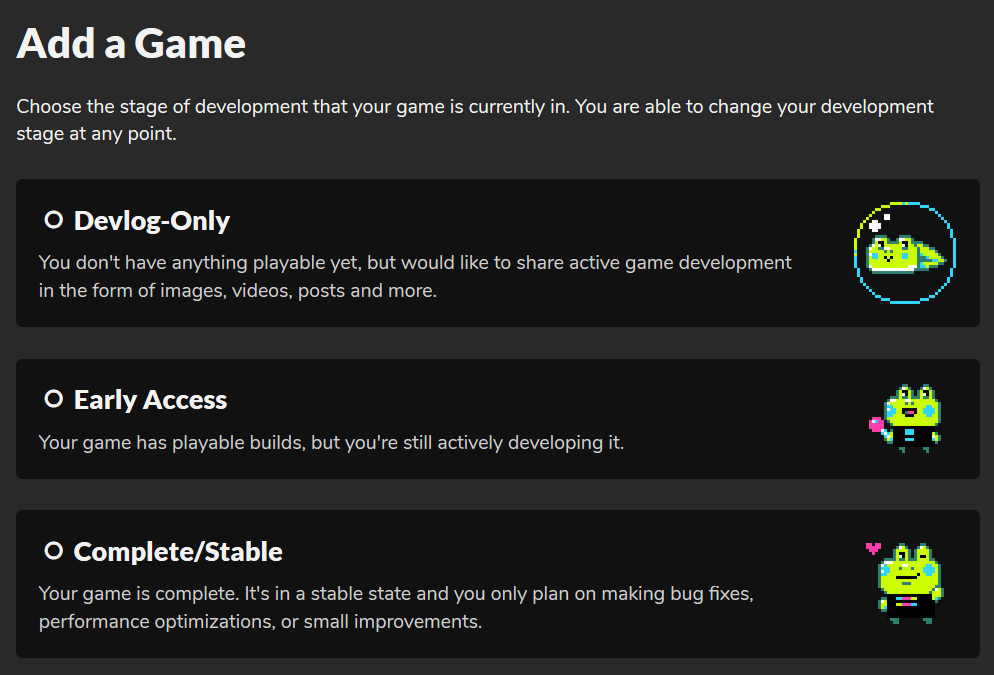 Add a Game
Choose the stage of development that your game is currently in. You are able to change your development
stage at any point.
Devlog-Only
You don't have anything playable yet, but would like to share active game development
in the form of images, videos, posts and more.
Early Access
Your game has playable builds, but you're still actively developing it.
Complete/Stable
Your game is complete. It's in a stable state and you only plan on making bug fixes,
performance optimizations, or small improvements.